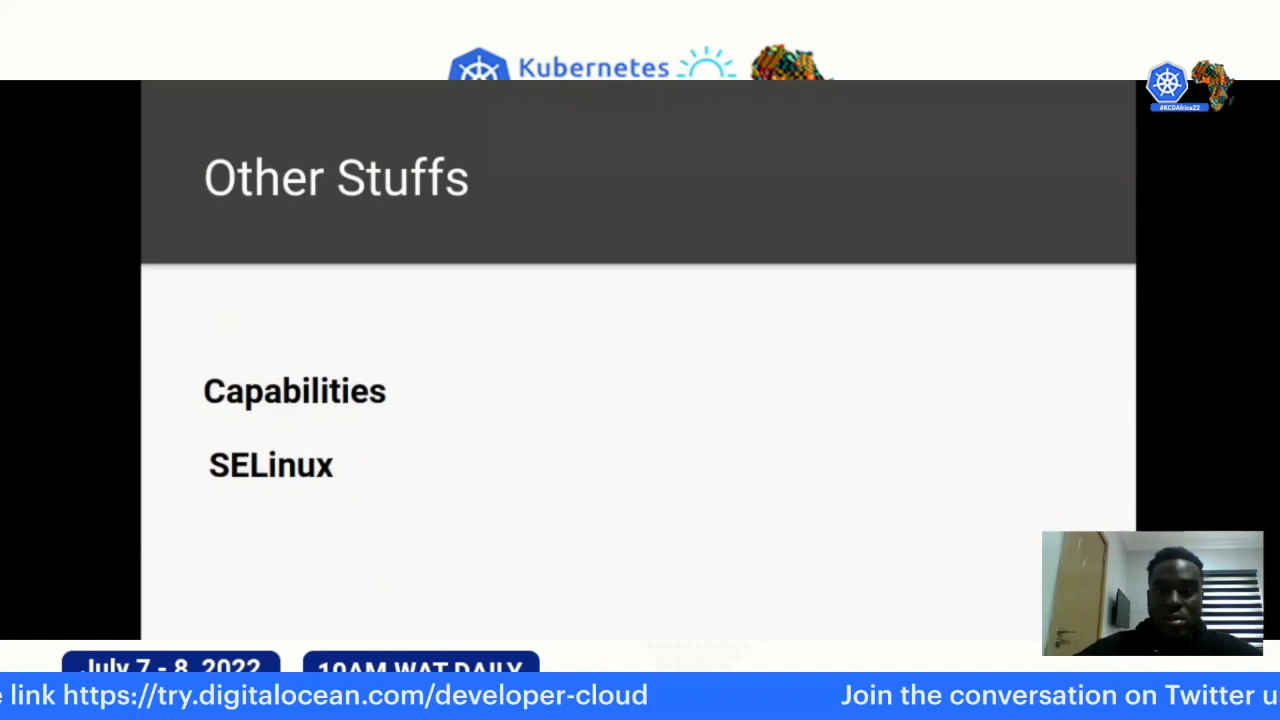 Kubernetes
#KCDAfrica22
Other Stuffs
Capabilities
SELinux
July 7 - 8, 2022
10AM WAT DAILY
link https://try.digitalocean.com/developer-cloud
Join the conversation on Twitter